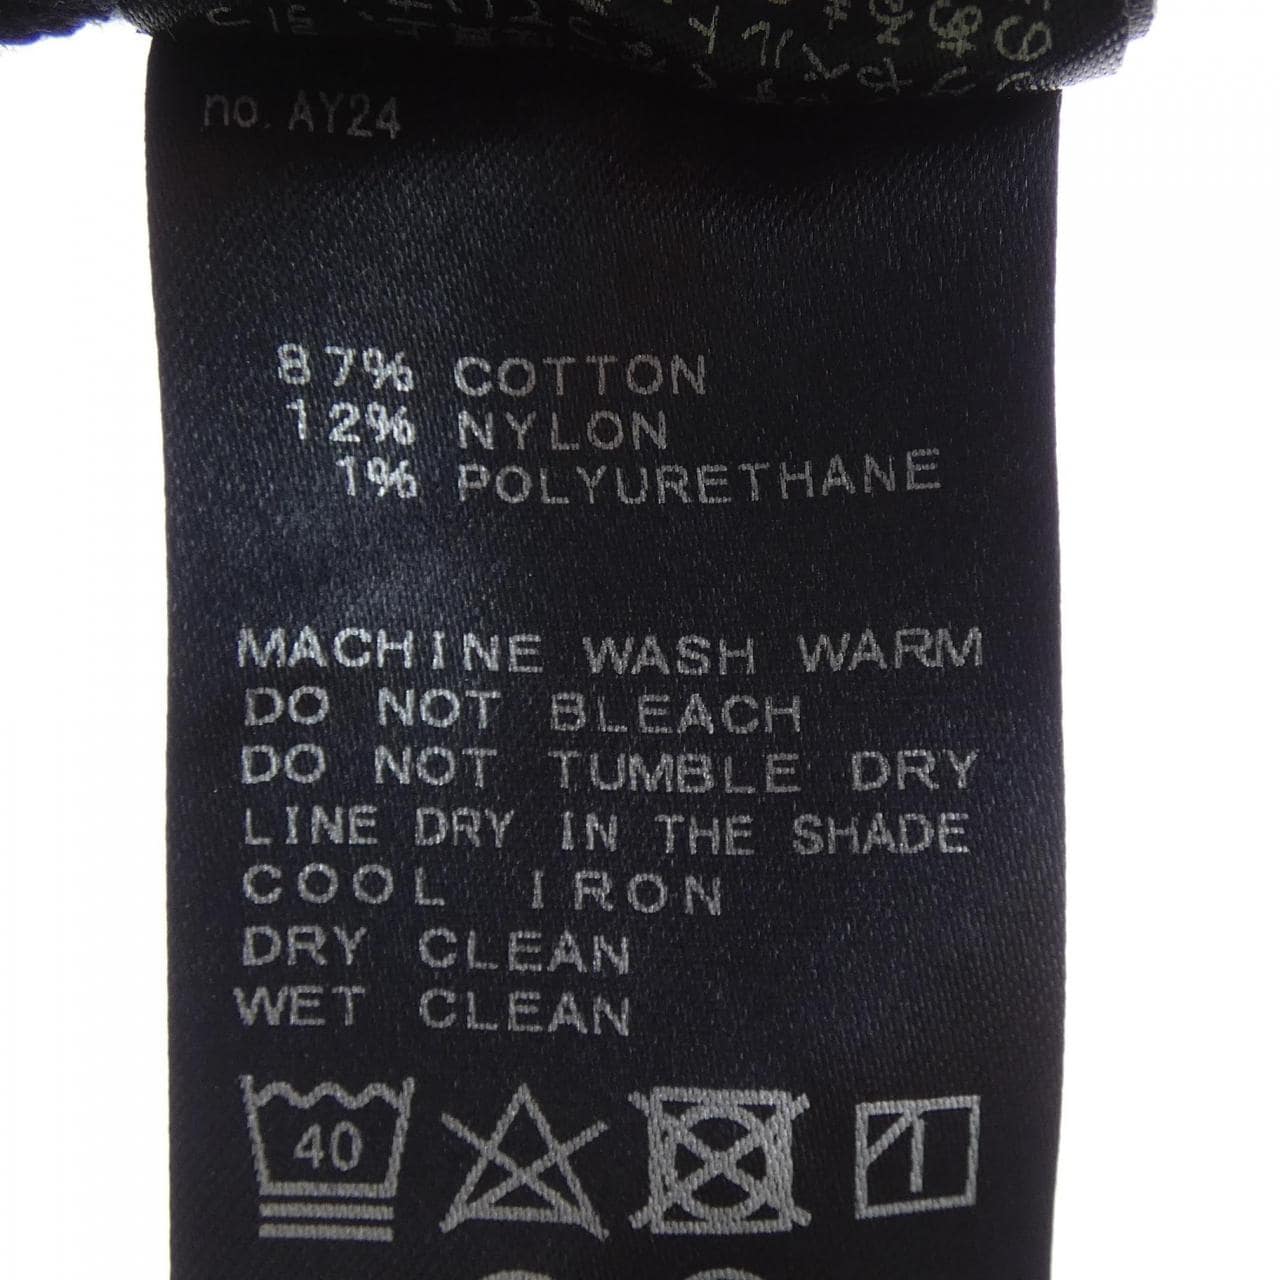 no. AY24
87% COTTON
12% NYLON
1% POLYURETHANE
MACHINE WASH WARM
DO NOT BLEACH
DO NOT TUMBLE DRY
LINE DRY IN THE SHADE
COOL IRON
DRY CLEAN
WET CLEAN
40